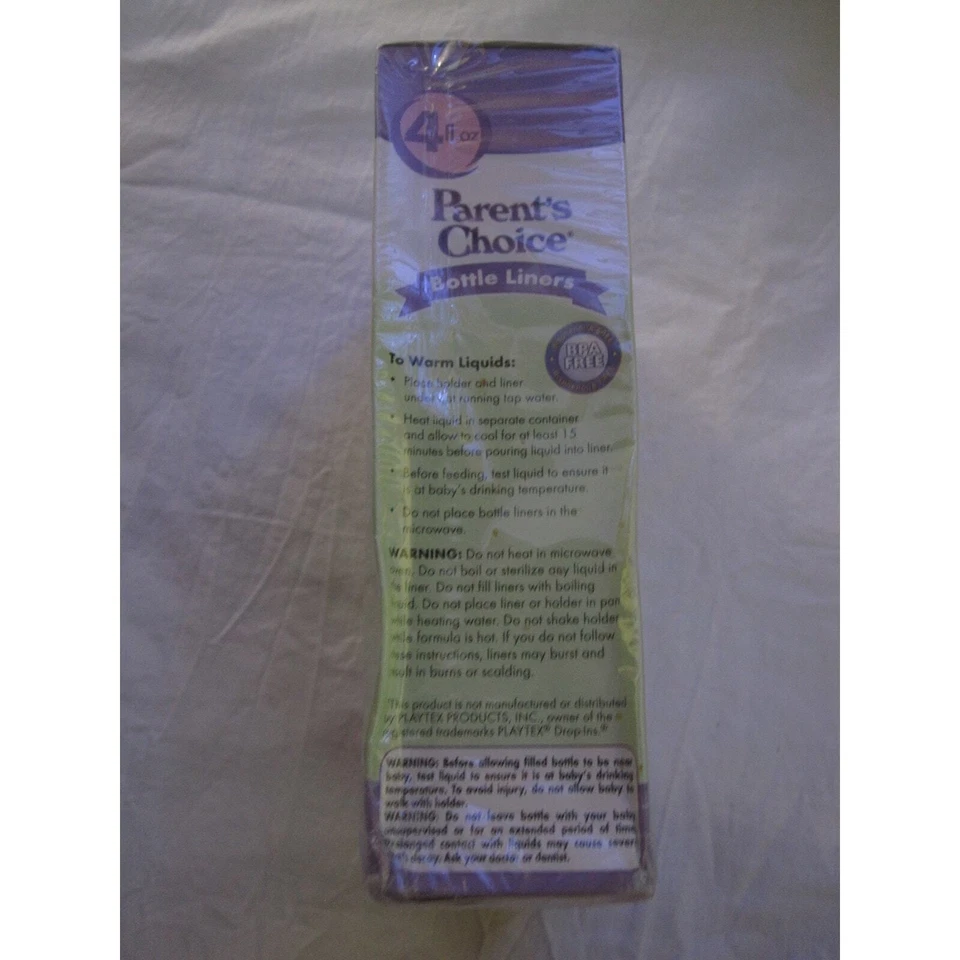 4 fl oz
Parent's
Choice®
Bottle Liners
BPA
FREE
To Warm Liquids:
• Place holder and liner
under hot running tap water.
• Heat liquid in separate container
and allow to cool for at least 15
minutes before pouring liquid into liner.
• Before feeding, test liquid to ensure it
is at baby's drinking temperature.
• Do not place bottle liners in the
microwave.
WARNING: Do not heat in microwave
oven. Do not boil or sterilize any liquid in
the liner. Do not fill liners with boiling
liquid. Do not place liner or holder in pan
while heating water. Do not shake holder
while formula is hot. If you do not follow
these instructions, liners may burst and
result in burns or scalding.
*This product is not manufactured or distributed
by PLAYTEX PRODUCTS, INC., owner of the
registered trademarks PLAYTEX® Drop-Ins.®
WARNING: Before allowing filled bottle to be near
baby, test liquid to ensure it is at baby's drinking
temperature. To avoid injury, do not allow baby to
walk with holder.
WARNING: Do not leave bottle with your baby
unsupervised or for an extended period of time.
Prolonged contact with liquids may cause severe
decay. Ask your doctor or dentist.